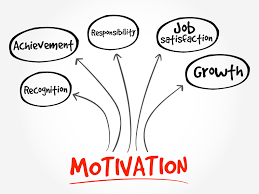 Achievement
Responsibility
Job
satisfaction
Recognition
Growth
MOTIVATION